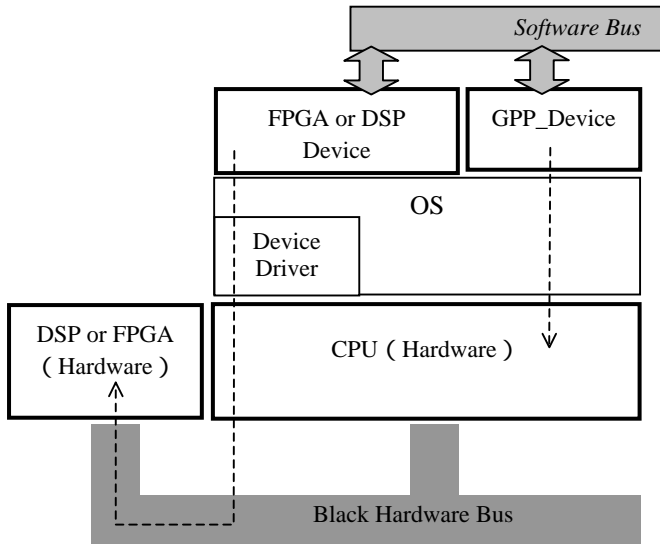 Software Bus
FPGA or DSP
Device
GPP_Device
OS
Device
Driver
DSP or FPGA
( Hardware )
CPU ( Hardware )
Black Hardware Bus